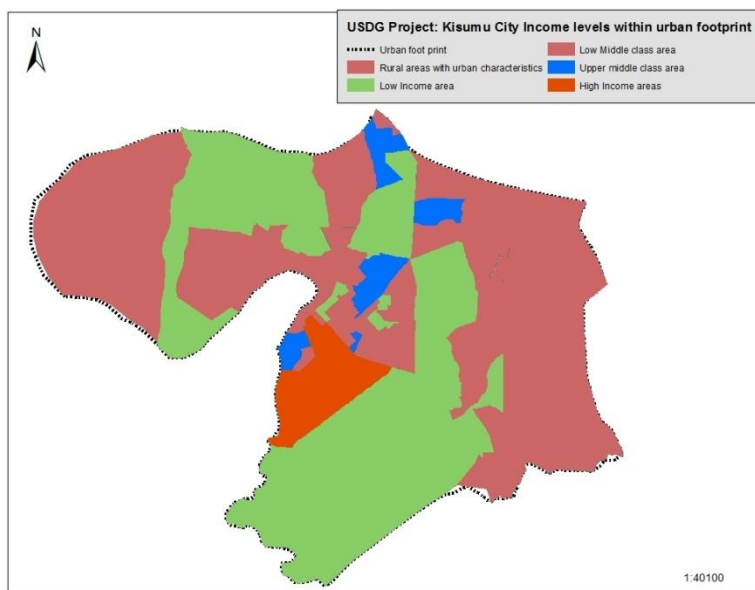 N
USDG Project: Kisumu City Income levels within urban footprint
Urban foot print
Low Middle class area
Rural areas with urban characteristics
Upper middle class area
Low Income area
High Income areas
1:40100